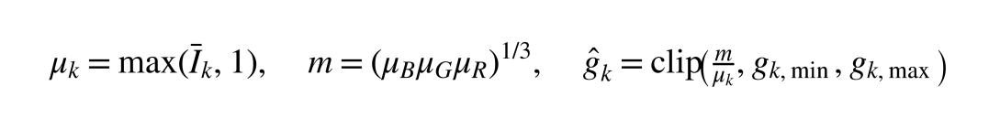 μ_k = max(Ī_k, 1), m = (μ_B μ_G μ_R)^{1/3}, ĝ_k = clip(m/μ_k, g_{k, min}, g_{k, max})